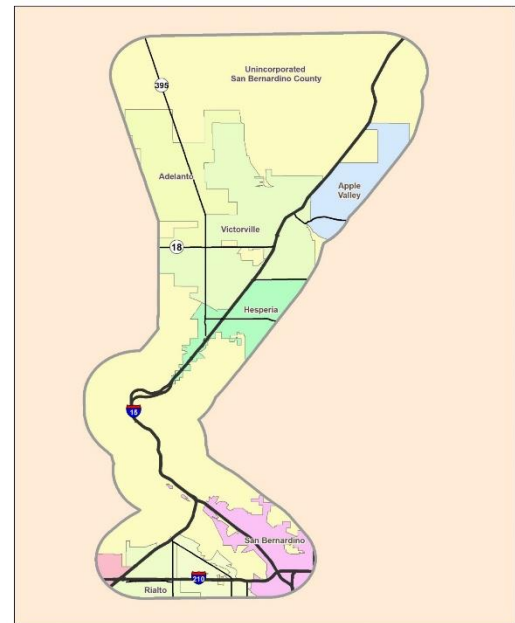 Unincorporated
San Bernardino County
395
Adelanto
Apple
Valley
Victorville
18
Hesperia
15
San Bernardino
210
Rialto